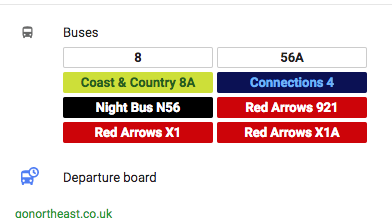 Buses
8 56A
Coast & Country 8A Connections 4
Night Bus N56 Red Arrows 921
Red Arrows X1 Red Arrows X1A
Departure board
gonortheast.co.uk